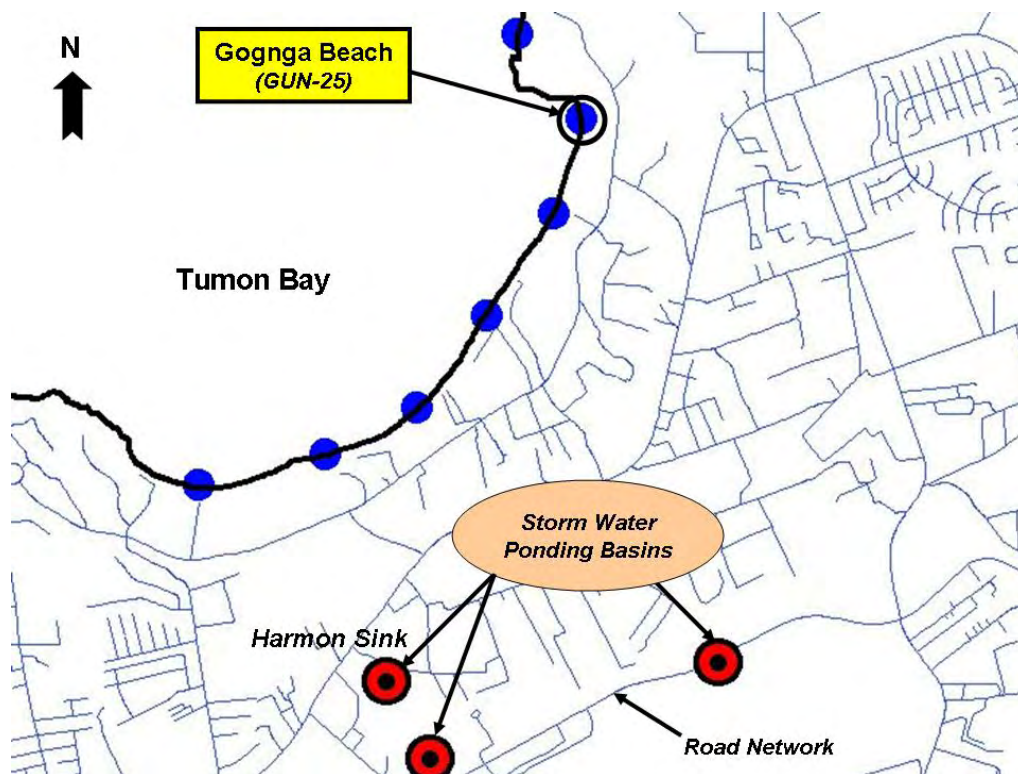 N
Gognga Beach
(GUN-25)
Tumon Bay
Storm Water
Ponding Basins
Harmon Sink
Road Network